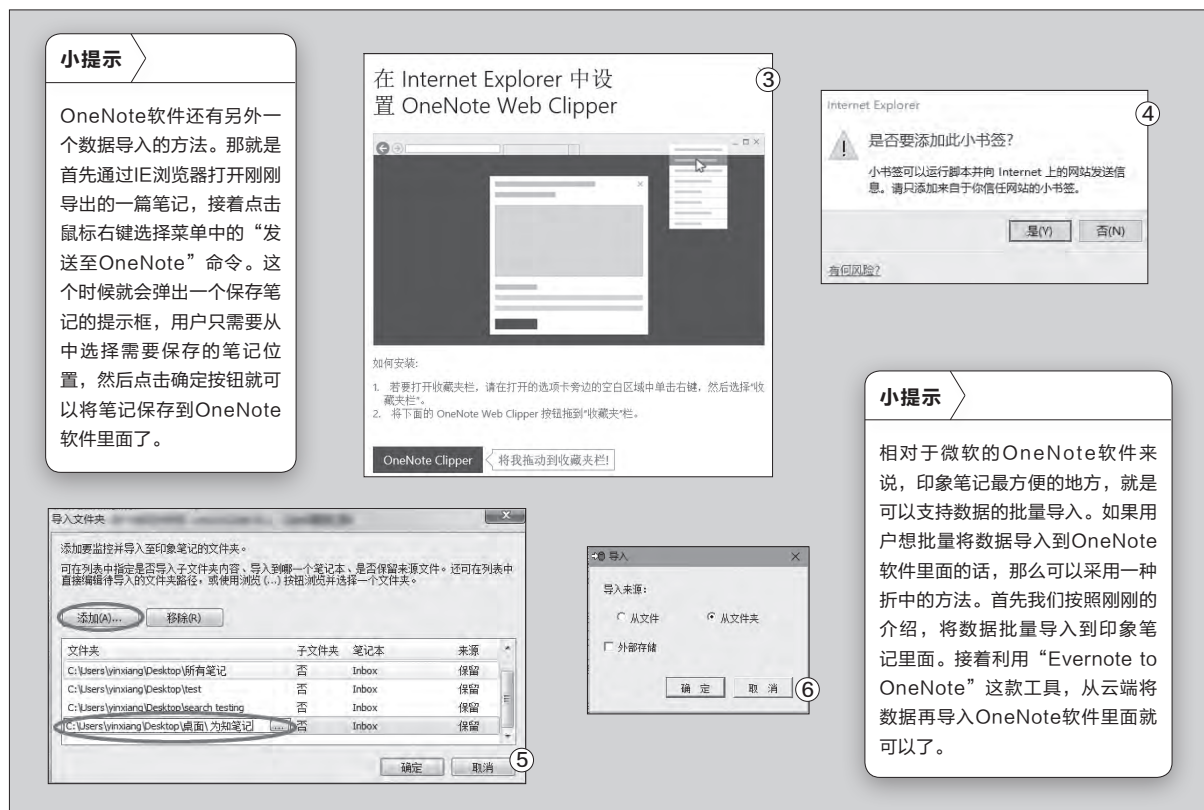 小提示
OneNote软件还有另外一
个数据导入的方法。那就是
首先通过IE浏览器打开刚刚
导出的一篇笔记，接着点击
鼠标右键选择菜单中的“发
送至OneNote”命令。这
个时候就会弹出一个保存笔
记的提示框，用户只需要从
中选择需要保存的笔记位
置，然后点击确定按钮就可
以将笔记保存到OneNote
软件里面了。
在 Internet Explorer 中设
置 OneNote Web Clipper
③
如何安装:
1. 若要打开收藏夹栏，请在打开的选项卡旁边的空白区域中单击右键，然后选择“收
藏夹栏”。
2. 将下面的 OneNote Web Clipper 按钮拖到“收藏夹”栏。
OneNote Clipper 将我拖动到收藏夹栏!
Internet Explorer
④
是否要添加此小书签?
小书签可以运行脚本并向 Internet 上的网站发送信
息。请只添加来自于你信任网站的小书签。
是(Y) 否(N)
有何风险?
导入文件夹
添加要监控并导入至印象笔记的文件夹。
可在列表中指定是否导入子文件夹内容、导入到哪一个笔记本、是否保留来源文件。还可在列表中
直接编辑待导入的文件夹路径，或使用浏览 (...) 按钮浏览并选择一个文件夹。
添加(A)... 移除(R)
文件夹 子文件夹 笔记本 来源
C:\Users\yinxiang\Desktop\所有笔记 否 Inbox 保留
C:\Users\yinxiang\Desktop\test 否 Inbox 保留
C:\Users\yinxiang\Desktop\search testing 否 Inbox 保留
C:\Users\yinxiang\Desktop\桌面\为知笔记 ... 否 Inbox 保留
确定 取消
⑤
导入
导入来源:
从文件 从文件夹
外部存储
确 定 取 消
⑥
小提示
相对于微软的OneNote软件来
说，印象笔记最方便的地方，就是
可以支持数据的批量导入。如果用
户想批量将数据导入到OneNote
软件里面的话，那么可以采用一种
折中的方法。首先我们按照刚刚的
介绍，将数据批量导入到印象笔
记里面。接着利用“Evernote to
OneNote”这款工具，从云端将
数据再导入OneNote软件里面就
可以了。